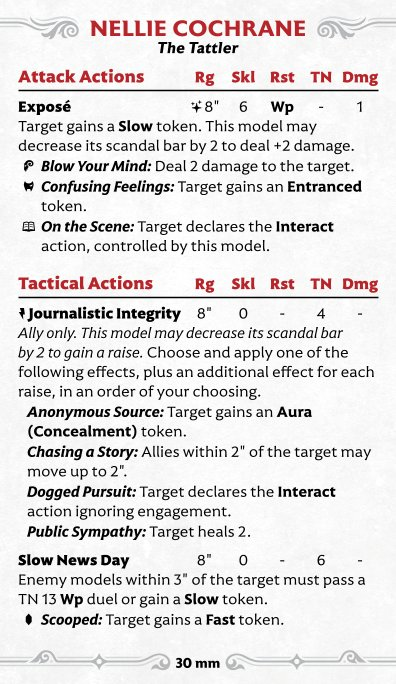 NELLIE COCHRANE
The Tattler
Attack Actions Rg Skl Rst TN Dmg
Exposé 8" 6 Wp - 1
Target gains a Slow token. This model may
decrease its scandal bar by 2 to deal +2 damage.
Blow Your Mind: Deal 2 damage to the target.
Confusing Feelings: Target gains an Entranced
token.
On the Scene: Target declares the Interact
action, controlled by this model.
Tactical Actions Rg Skl Rst TN Dmg
Journalistic Integrity 8" 0 - 4 -
Ally only. This model may decrease its scandal bar
by 2 to gain a raise. Choose and apply one of the
following effects, plus an additional effect for each
raise, in an order of your choosing.
Anonymous Source: Target gains an Aura
(Concealment) token.
Chasing a Story: Allies within 2" of the target may
move up to 2".
Dogged Pursuit: Target declares the Interact
action ignoring engagement.
Public Sympathy: Target heals 2.
Slow News Day 8" 0 - 6 -
Enemy models within 3" of the target must pass a
TN 13 Wp duel or gain a Slow token.
Scooped: Target gains a Fast token.
30 mm